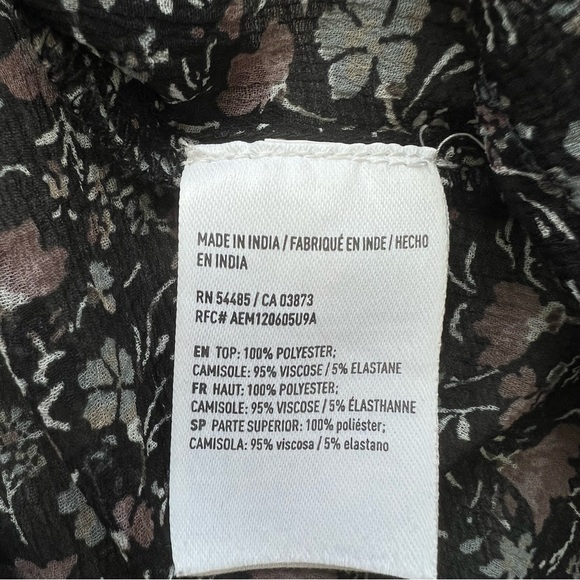 MADE IN INDIA / FABRIQUÉ EN INDE / HECHO
EN INDIA
RN 54485 / CA 03873
RFC# AEM120605U9A
EN TOP: 100% POLYESTER;
CAMISOLE: 95% VISCOSE / 5% ELASTANE
FR HAUT: 100% POLYESTER;
CAMISOLE: 95% VISCOSE / 5% ÉLASTHANNE
SP PARTE SUPERIOR: 100% poliéster;
CAMISOLA: 95% viscosa / 5% elastano